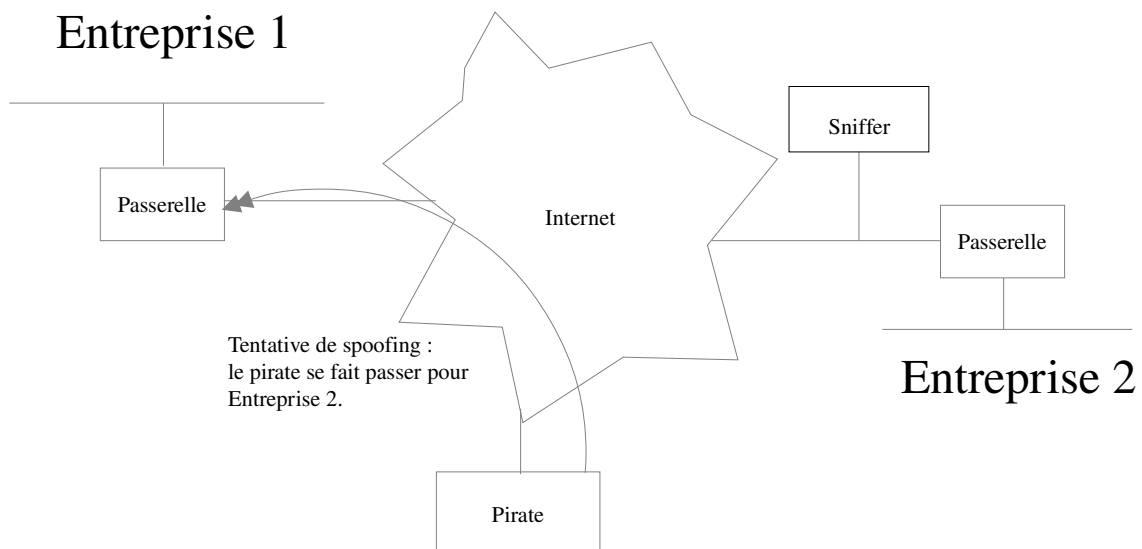 Entreprise 1
Sniffer
Passerelle
Internet
Passerelle
Tentative de spoofing :
le pirate se fait passer pour
Entreprise 2.
Entreprise 2
Pirate